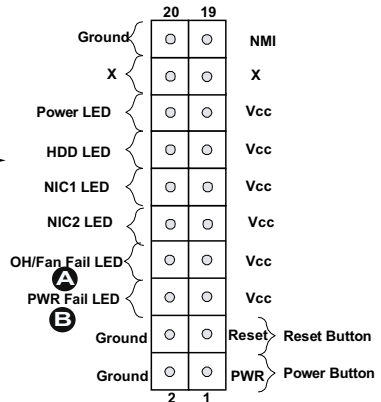 20 19
Ground NMI
X X
Power LED Vcc
HDD LED Vcc
NIC1 LED Vcc
NIC2 LED Vcc
OH/Fan Fail LED Vcc
A
PWR Fail LED Vcc
B
Ground Reset Reset Button
Ground PWR Power Button
2 1